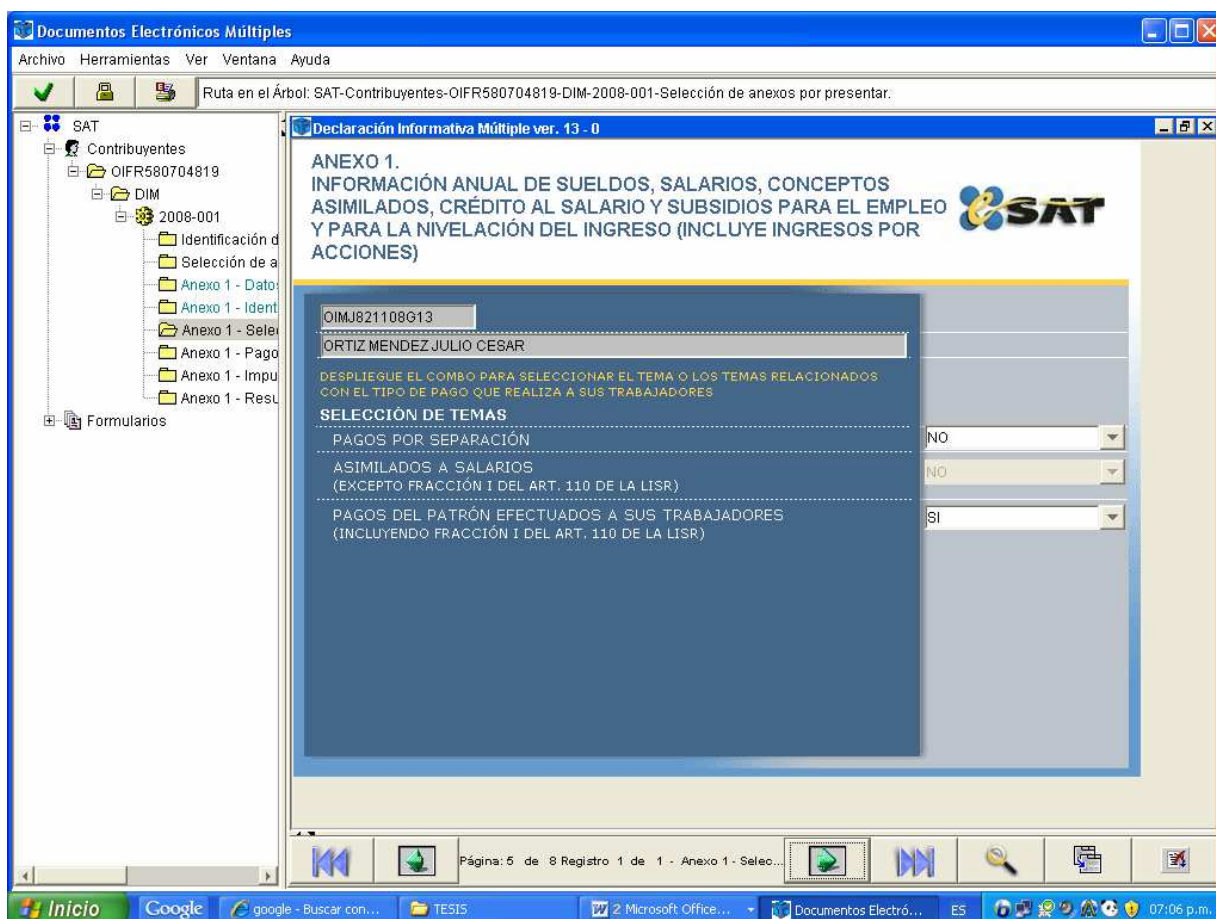 Documentos Electrónicos Múltiples
Archivo Herramientas Ver Ventana Ayuda
Ruta en el Árbol: SAT-Contribuyentes-OIFR580704819-DIM-2008-001-Selección de anexos por presentar.
SAT
Contribuyentes
OIFR580704819
DIM
2008-001
Identificación d
Selección de a
Anexo 1 - Dato
Anexo 1 - Ident
Anexo 1 - Sele
Anexo 1 - Pago
Anexo 1 - Impu
Anexo 1 - Resu
Formularios
Declaración Informativa Múltiple ver. 13 - 0
ANEXO 1.
INFORMACIÓN ANUAL DE SUELDOS, SALARIOS, CONCEPTOS
ASIMILADOS, CRÉDITO AL SALARIO Y SUBSIDIOS PARA EL EMPLEO
Y PARA LA NIVELACIÓN DEL INGRESO (INCLUYE INGRESOS POR
ACCIONES)
SAT
OIMJ821108G13
ORTIZ MENDEZ JULIO CESAR
DESPLIEGUE EL COMBO PARA SELECCIONAR EL TEMA O LOS TEMAS RELACIONADOS
CON EL TIPO DE PAGO QUE REALIZA A SUS TRABAJADORES
SELECCIÓN DE TEMAS
PAGOS POR SEPARACIÓN NO
ASIMILADOS A SALARIOS NO
(EXCEPTO FRACCIÓN I DEL ART. 110 DE LA LISR)
PAGOS DEL PATRÓN EFECTUADOS A SUS TRABAJADORES SI
(INCLUYENDO FRACCIÓN I DEL ART. 110 DE LA LISR)
Página: 5 de 8 Registro 1 de 1 - Anexo 1 - Selec...
Inicio Google google - Buscar con... TESIS 2 Microsoft Office... Documentos Electró... ES 07:06 p.m.